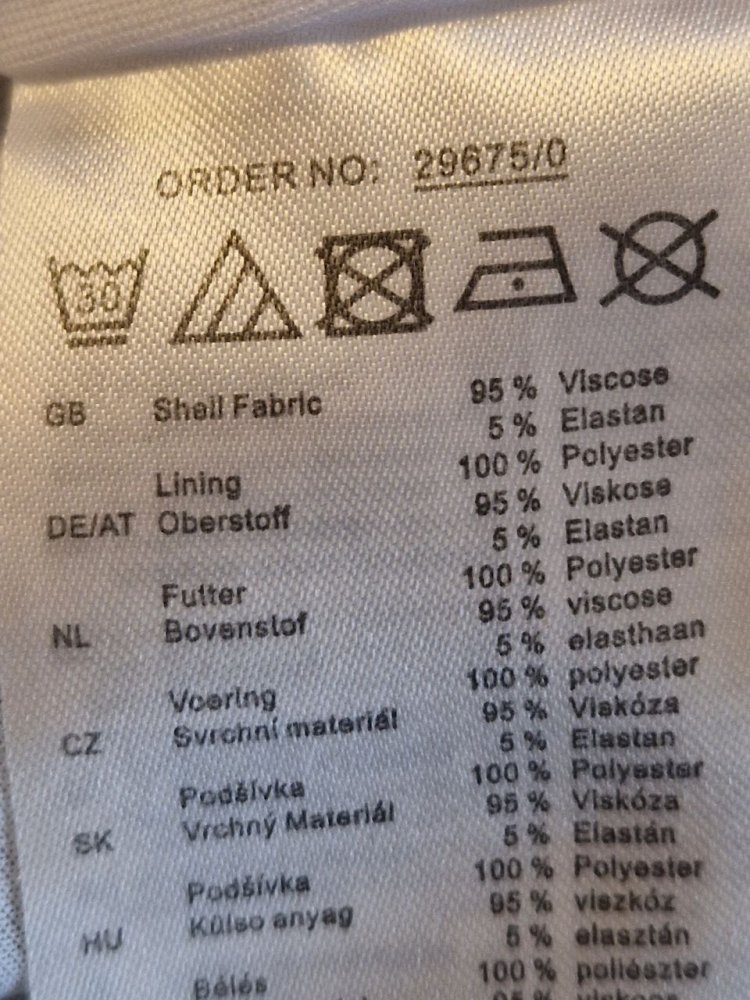 ORDER NO: 29675/0
30
GB Shell Fabric 95 % Viscose
5 % Elastan
Lining 100 % Polyester
DE/AT Oberstoff 95 % Viskose
5 % Elastan
Futter 100 % Polyester
NL Bovenstof 95 % viscose
5 % elasthaan
Voering 100 % polyester
CZ Svrchní materiál 95 % Viskóza
5 % Elastan
Podšívka 100 % Polyester
SK Vrchný Materiál 95 % Viskóza
5 % Elastán
Podšívka 100 % Polyester
HU Külso anyag 95 % viszkóz
5 % elasztán
Bélés 100 % poliészter